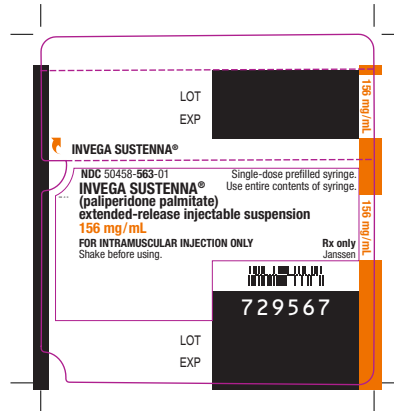 LOT
EXP
156 mg/mL
INVEGA SUSTENNA®
NDC 50458-563-01
Single-dose prefilled syringe.
Use entire contents of syringe.
INVEGA SUSTENNA®
(paliperidone palmitate)
extended-release injectable suspension
156 mg/mL
156 mg/mL
FOR INTRAMUSCULAR INJECTION ONLY
Rx only
Shake before using.
Janssen
729567
LOT
EXP